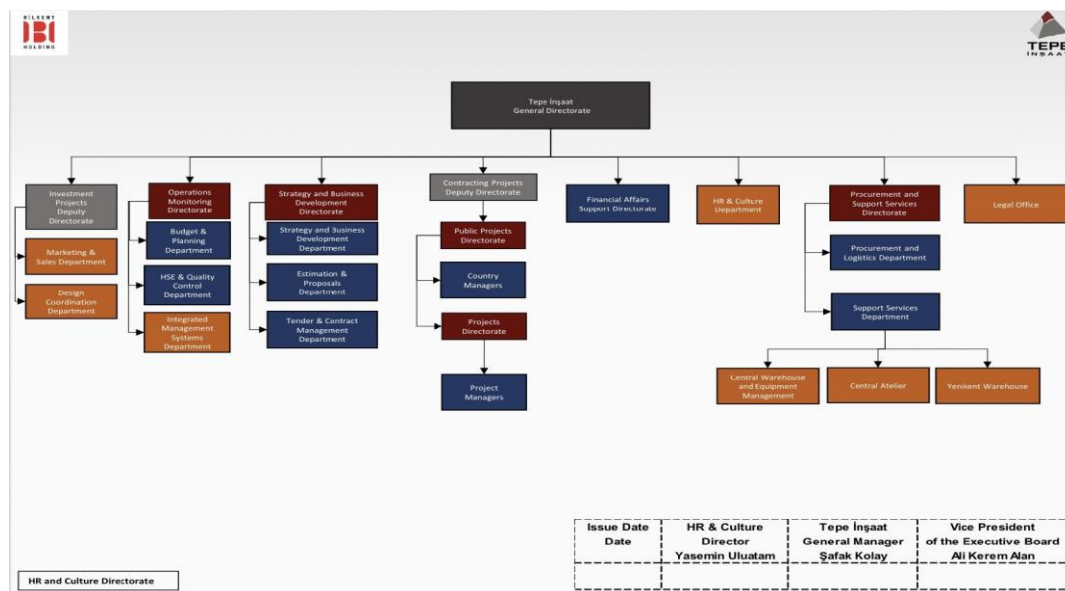 BİLKENT
HOLDİNG
TEPE
İNŞAAT
Tepe İnşaat
General Directorate
Investment
Projects
Deputy
Directorate
Operations
Monitoring
Directorate
Strategy and Business
Development
Directorate
Contracting Projects
Deputy Directorate
Financial Affairs
Support Directorate
HR & Culture
Department
Procurement and
Support Services
Directorate
Legal Office
Marketing &
Sales Department
Design
Coordination
Department
Budget &
Planning
Department
HSE & Quality
Control
Department
Integrated
Management
Systems
Department
Strategy and Business
Development
Department
Estimation &
Proposals
Department
Tender & Contract
Management
Department
Public Projects
Directorate
Country
Managers
Projects
Directorate
Project
Managers
Procurement and
Logistics Department
Support Services
Department
Central Warehouse
and Equipment
Management
Central Atelier
Yenikent Warehouse
Issue Date
Date
HR & Culture
Director
Yasemin Uluatam
Tepe İnşaat
General Manager
Şafak Kolay
Vice President
of the Executive Board
Ali Kerem Alan
HR and Culture Directorate